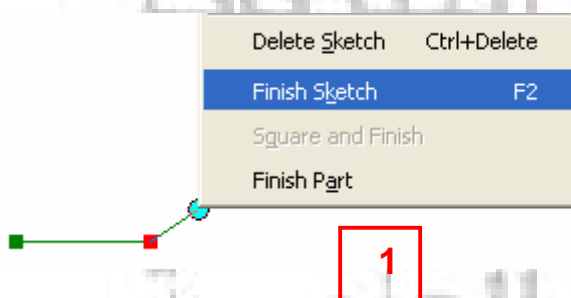 Delete Sketch Ctrl+Delete
Finish Sketch F2
Square and Finish
Finish Part
1